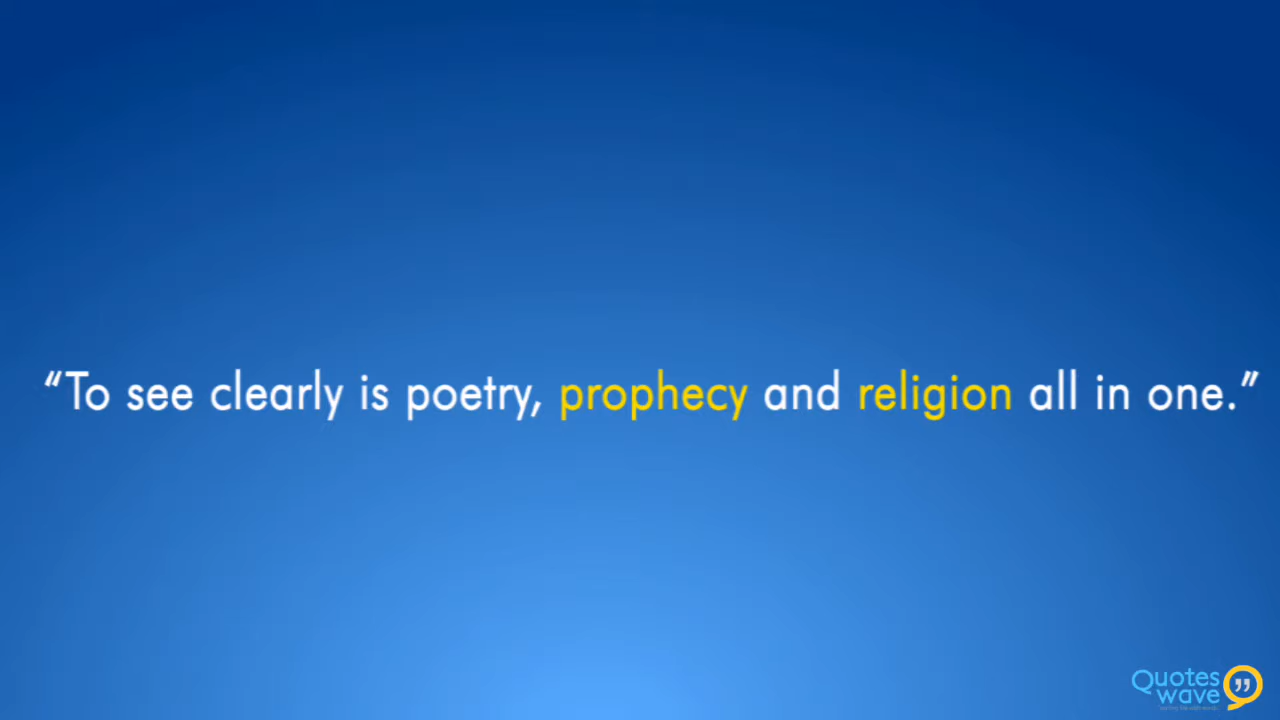 “To see clearly is poetry, prophecy and religion all in one.”
Quotes
wave